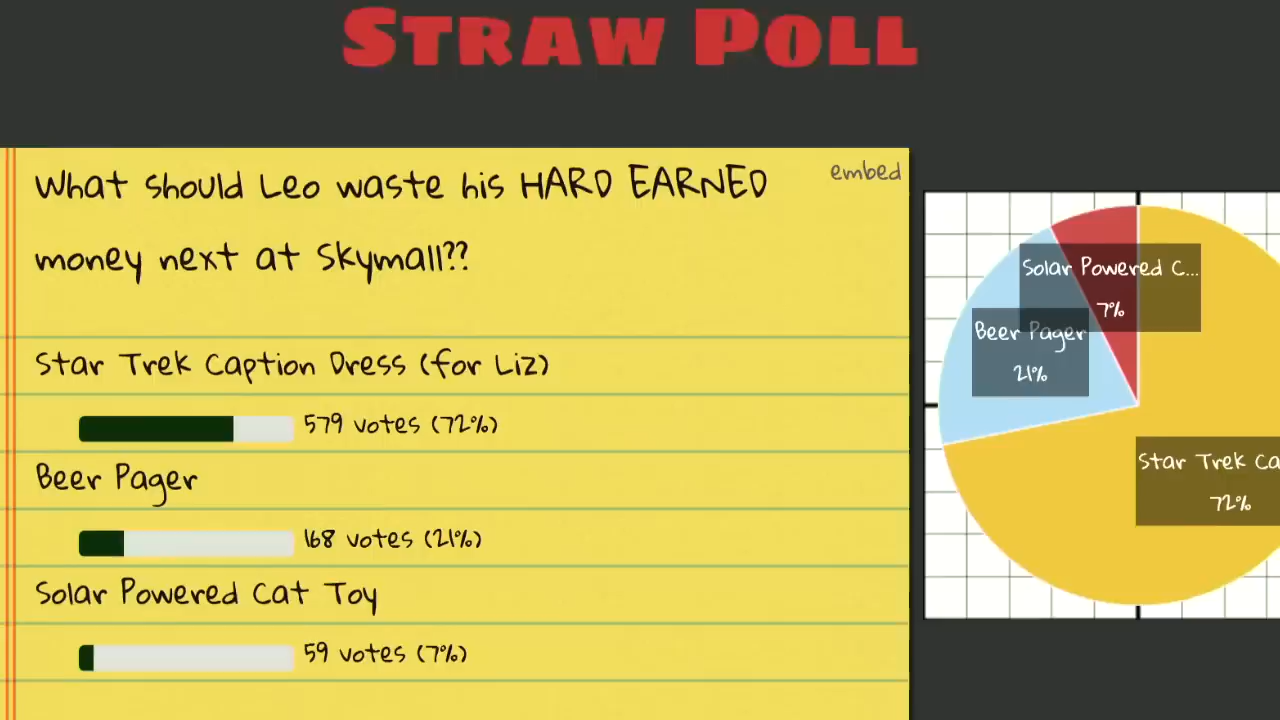 STRAW POLL
What should Leo waste his HARD EARNED
money next at Skymall??
embed
Star Trek Caption Dress (for Liz)
579 votes (72%)
Beer Pager
168 votes (21%)
Solar Powered Cat Toy
59 votes (7%)
Solar Powered C...
7%
Beer Pager
21%
Star Trek Ca
72%